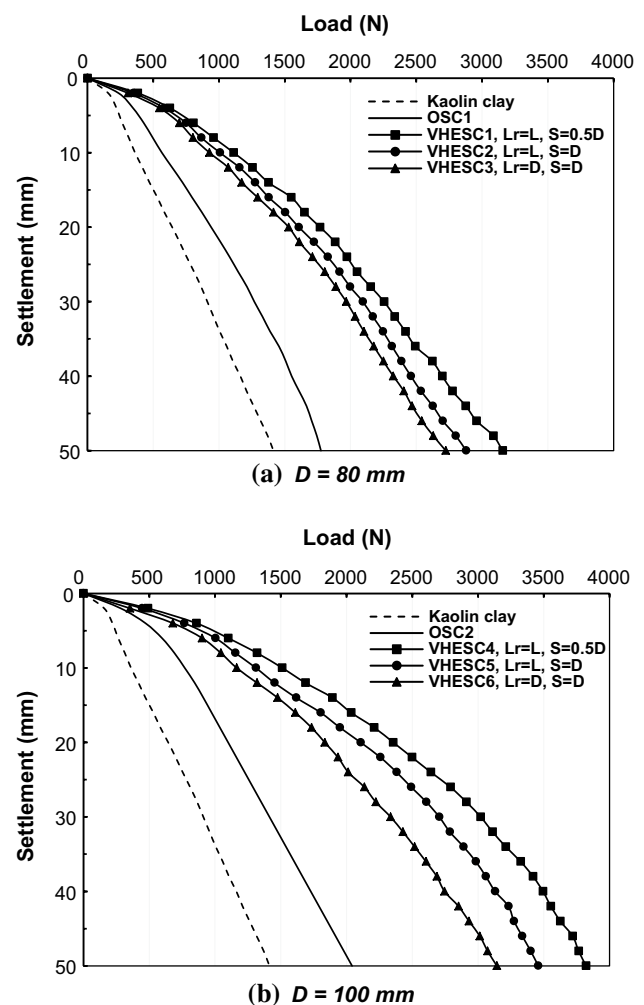 Load (N)
0 500 1000 1500 2000 2500 3000 3500 4000
0
10
20
30
40
50
Settlement (mm)
Kaolin clay
OSC1
VHESC1, Lr=L, S=0.5D
VHESC2, Lr=L, S=D
VHESC3, Lr=D, S=D
(a) D = 80 mm
Load (N)
0 500 1000 1500 2000 2500 3000 3500 4000
0
10
20
30
40
50
Settlement (mm)
Kaolin clay
OSC2
VHESC4, Lr=L, S=0.5D
VHESC5, Lr=L, S=D
VHESC6, Lr=D, S=D
(b) D = 100 mm